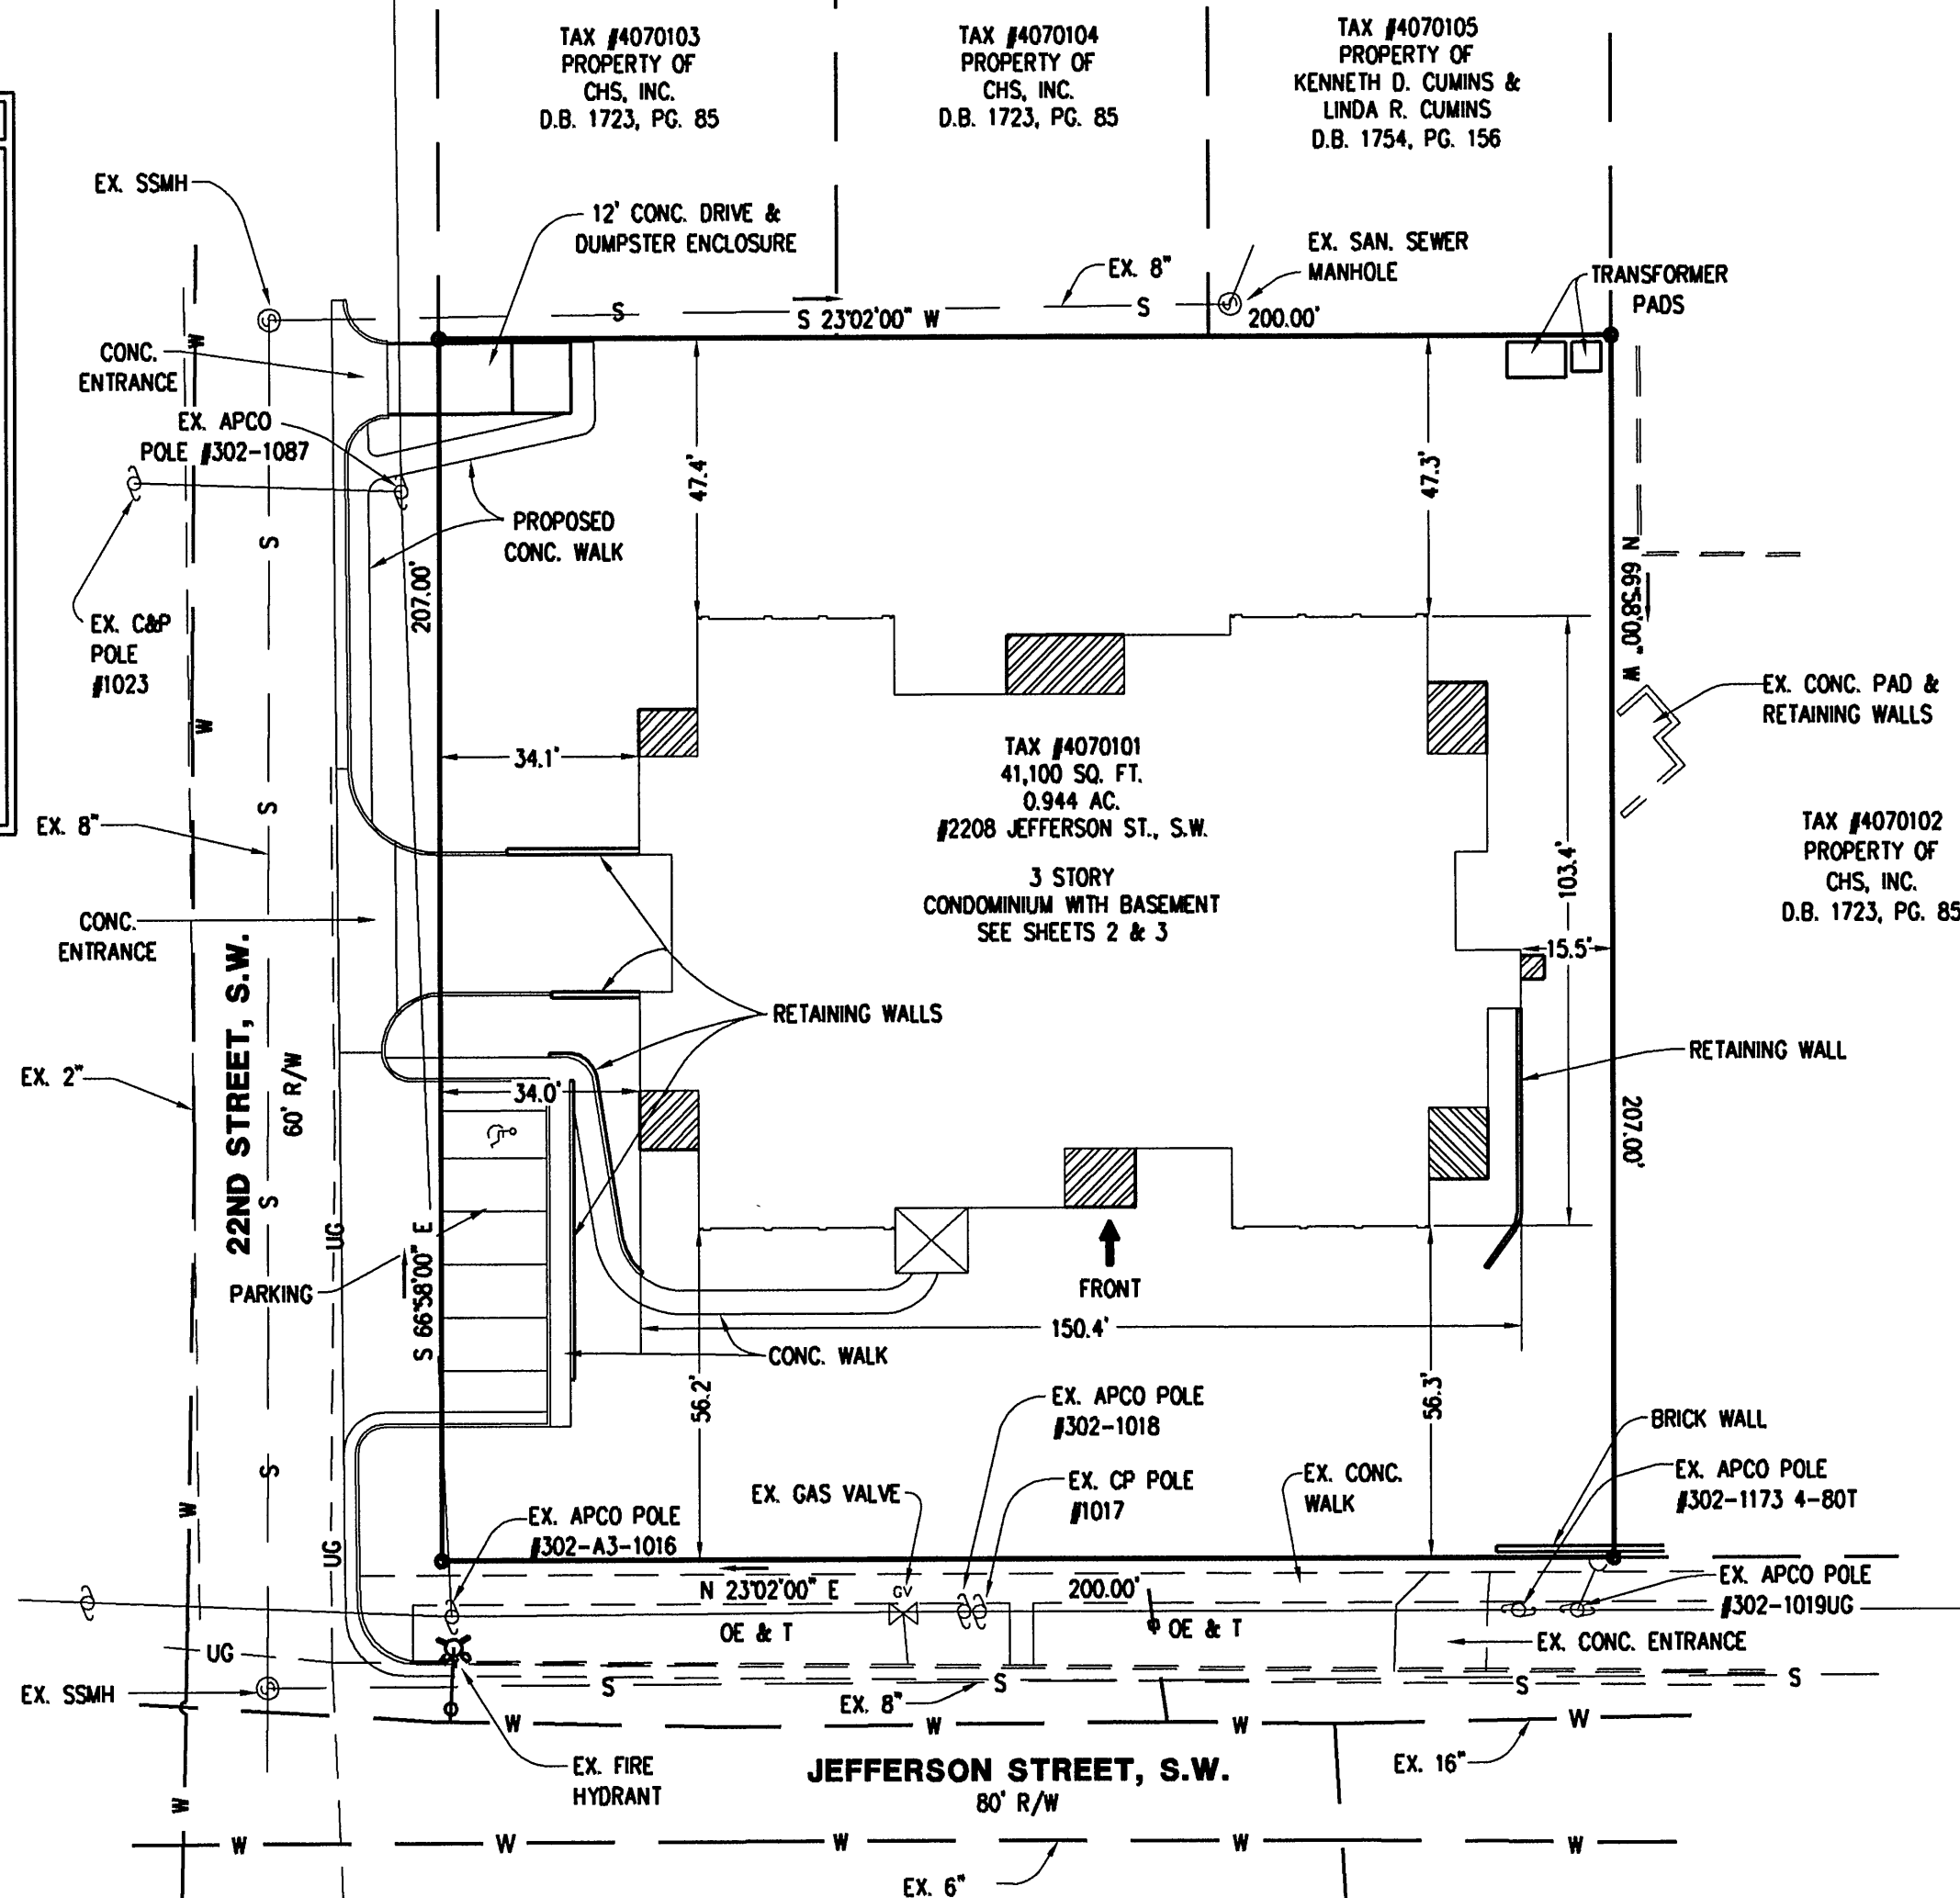 TAX #4070103
PROPERTY OF
CHS, INC.
D.B. 1723, PG. 85
TAX #4070104
PROPERTY OF
CHS, INC.
D.B. 1723, PG. 85
TAX #4070105
PROPERTY OF
KENNETH D. CUMINS &
LINDA R. CUMINS
D.B. 1754, PG. 156
EX. SSMH
12' CONC. DRIVE &
DUMPSTER ENCLOSURE
EX. 8"
EX. SAN. SEWER
MANHOLE
TRANSFORMER
PADS
S
S 23°02'00" W
S
200.00'
W
CONC.
ENTRANCE
EX. APCO
POLE #302-1087
47.4'
47.3'
S
PROPOSED
CONC. WALK
207.00'
N 66°58'00" W
EX. C&P
POLE
#1023
W
EX. CONC. PAD &
RETAINING WALLS
34.1'
TAX #4070101
41,100 SQ. FT.
0.944 AC.
#2208 JEFFERSON ST., S.W.
3 STORY
CONDOMINIUM WITH BASEMENT
SEE SHEETS 2 & 3
S
EX. 8"
103.4'
TAX #4070102
PROPERTY OF
CHS, INC.
D.B. 1723, PG. 85
CONC.
ENTRANCE
15.5'
22ND STREET, S.W.
60' R/W
RETAINING WALLS
RETAINING WALL
EX. 2"
34.0'
207.00'
S
UG
PARKING
S 66°58'00" E
FRONT
150.4'
CONC. WALK
56.2'
56.3'
EX. APCO POLE
#302-1018
BRICK WALL
S
W
EX. GAS VALVE
EX. CP POLE
#1017
EX. CONC.
WALK
EX. APCO POLE
#302-1173 4-80T
EX. APCO POLE
#302-A3-1016
UG
N 23°02'00" E
GV
200.00'
EX. APCO POLE
#302-1019UG
OE & T
OE & T
EX. CONC. ENTRANCE
UG
EX. SSMH
S
EX. 8"
S
S
S
W
W
W
W
EX. FIRE
HYDRANT
JEFFERSON STREET, S.W.
80' R/W
EX. 16"
W
W
W
W
W
W
EX. 6"